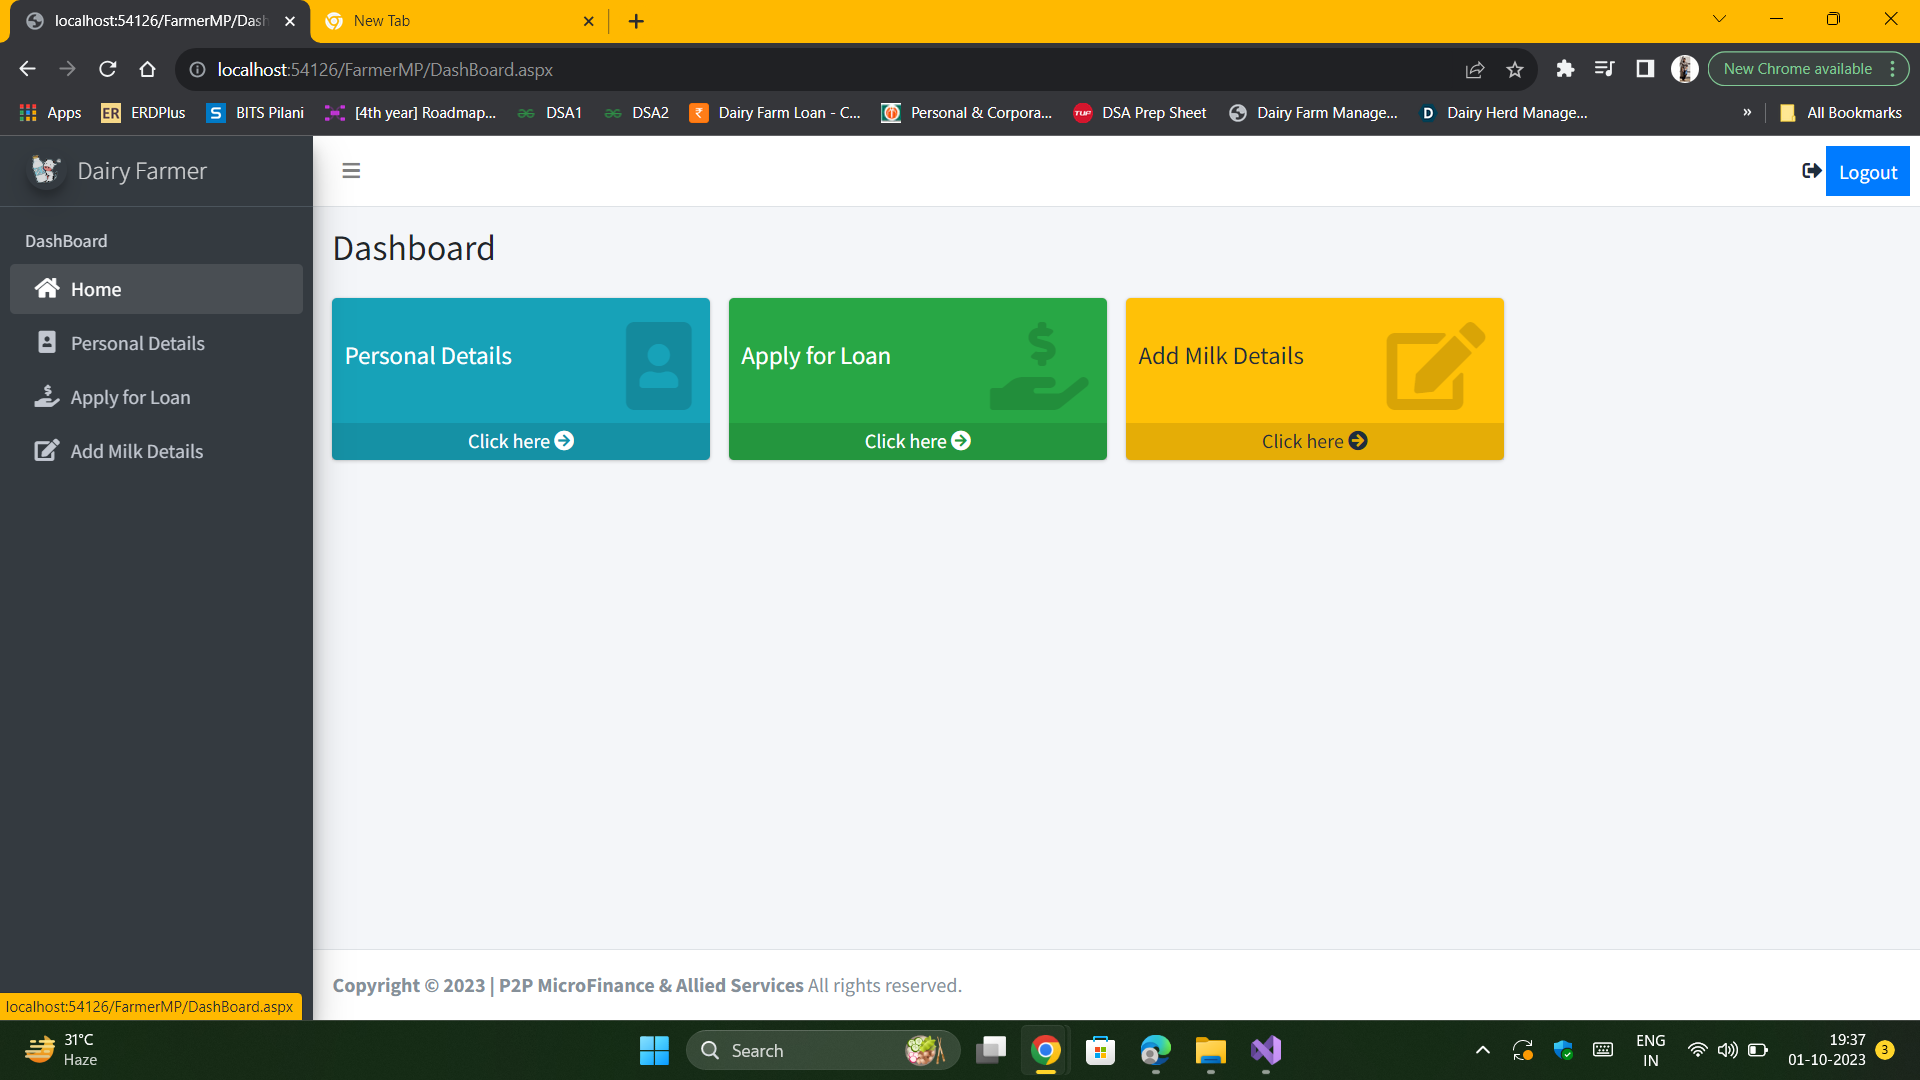 localhost:54126/FarmerMP/Dash
New Tab
localhost:54126/FarmerMP/DashBoard.aspx
New Chrome available
Apps
ER ERDPlus
S BITS Pilani
[4th year] Roadmap...
DSA1
DSA2
₹ Dairy Farm Loan - C...
Personal & Corpora...
TUF DSA Prep Sheet
Dairy Farm Manage...
D Dairy Herd Manage...
»
All Bookmarks
Dairy Farmer
Logout
DashBoard
Home
Personal Details
Apply for Loan
Add Milk Details
Dashboard
Personal Details
Click here
Apply for Loan
Click here
Add Milk Details
Click here
Copyright © 2023 | P2P MicroFinance & Allied Services All rights reserved.
localhost:54126/FarmerMP/DashBoard.aspx
31°C
Haze
Search
ENG
IN
19:37
01-10-2023
3